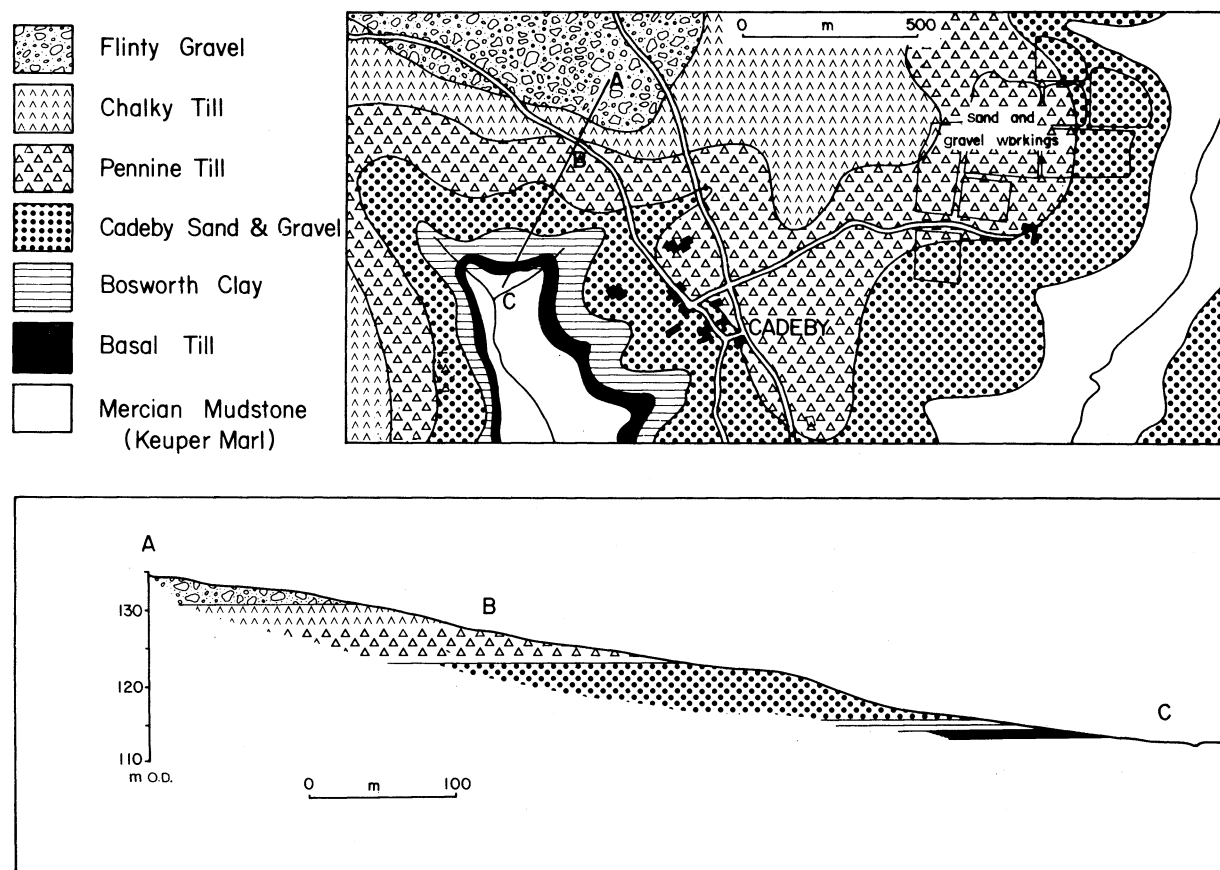 Flinty Gravel
Chalky Till
Pennine Till
Cadeby Sand & Gravel
Bosworth Clay
Basal Till
Mercian Mudstone
(Keuper Marl)
0 m 500
A
B
C
sand and
gravel workings
CADEBY
A
B
C
130
120
110
m O.D.
0 m 100